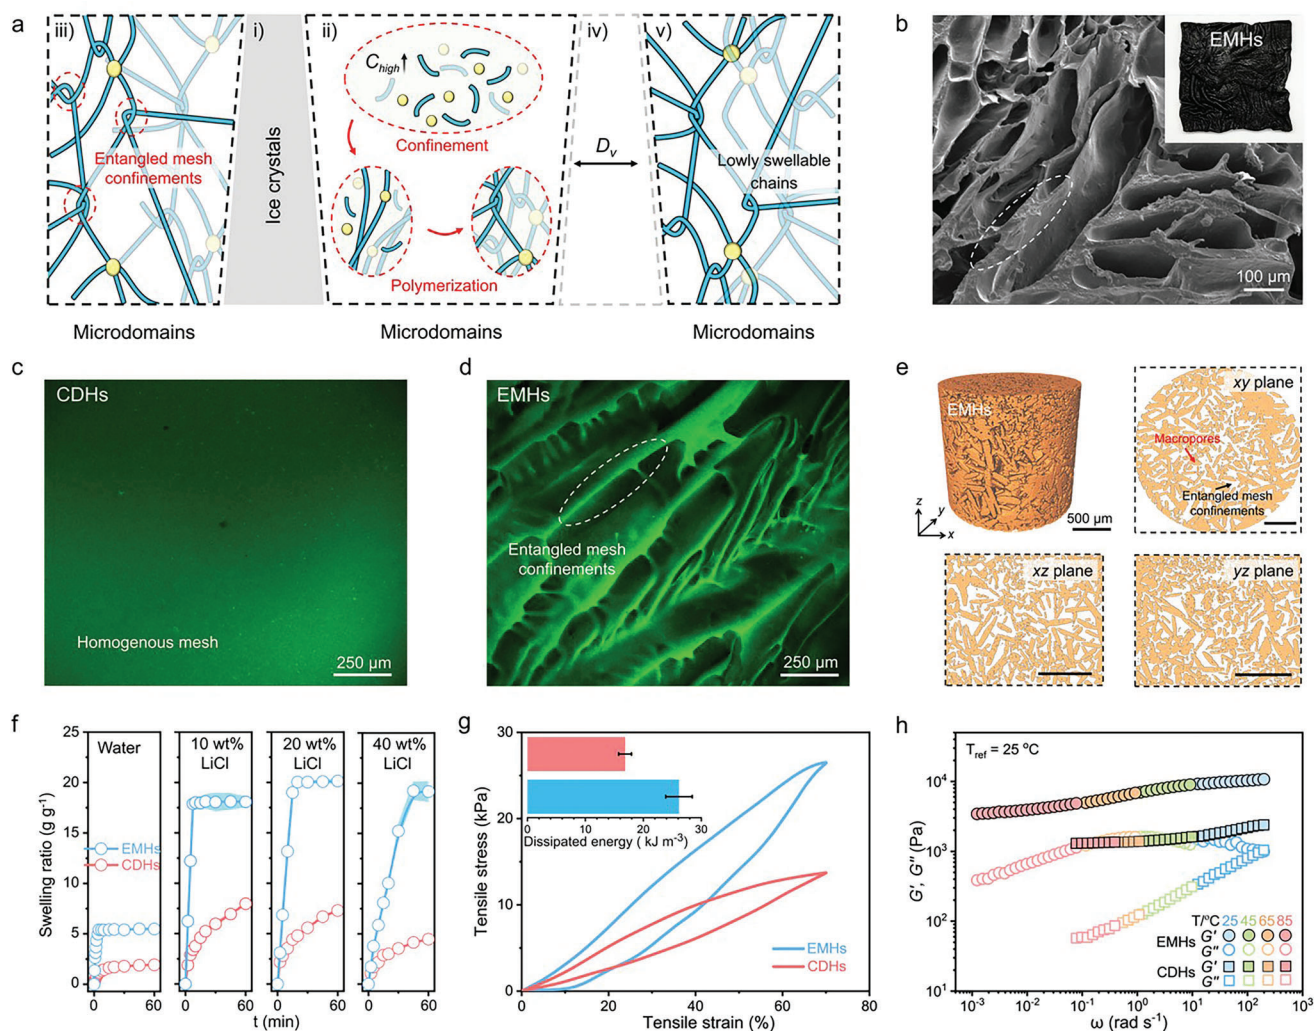 a
iii)
i)
ii)
iv)
v)
C_high
Confinement
Entangled mesh
confinements
Ice crystals
D_v
Lowly swellable
chains
Polymerization
Microdomains
Microdomains
Microdomains
b
EMHs
100 μm
c
CDHs
Homogenous mesh
250 μm
d
EMHs
Entangled mesh
confinements
250 μm
e
EMHs
z
y
x
500 μm
xy plane
Macropores
Entangled mesh
confinements
xz plane
yz plane
f
Swelling ratio (g g⁻¹)
25
20
15
10
5
0
Water
10 wt%
LiCl
20 wt%
LiCl
40 wt%
LiCl
EMHs
CDHs
0 60
0 60
0 60
0 60
t (min)
g
Tensile stress (kPa)
30
20
10
0
0 10 20 30
Dissipated energy ( kJ m⁻³)
EMHs
CDHs
0 20 40 60 80
Tensile strain (%)
h
T_ref = 25 ºC
G′, G″ (Pa)
10⁴
10³
10²
10¹
T/ºC 25 45 65 85
EMHs G′
G″
CDHs G′
G″
10⁻³ 10⁻¹ 10¹ 10³
ω (rad s⁻¹)